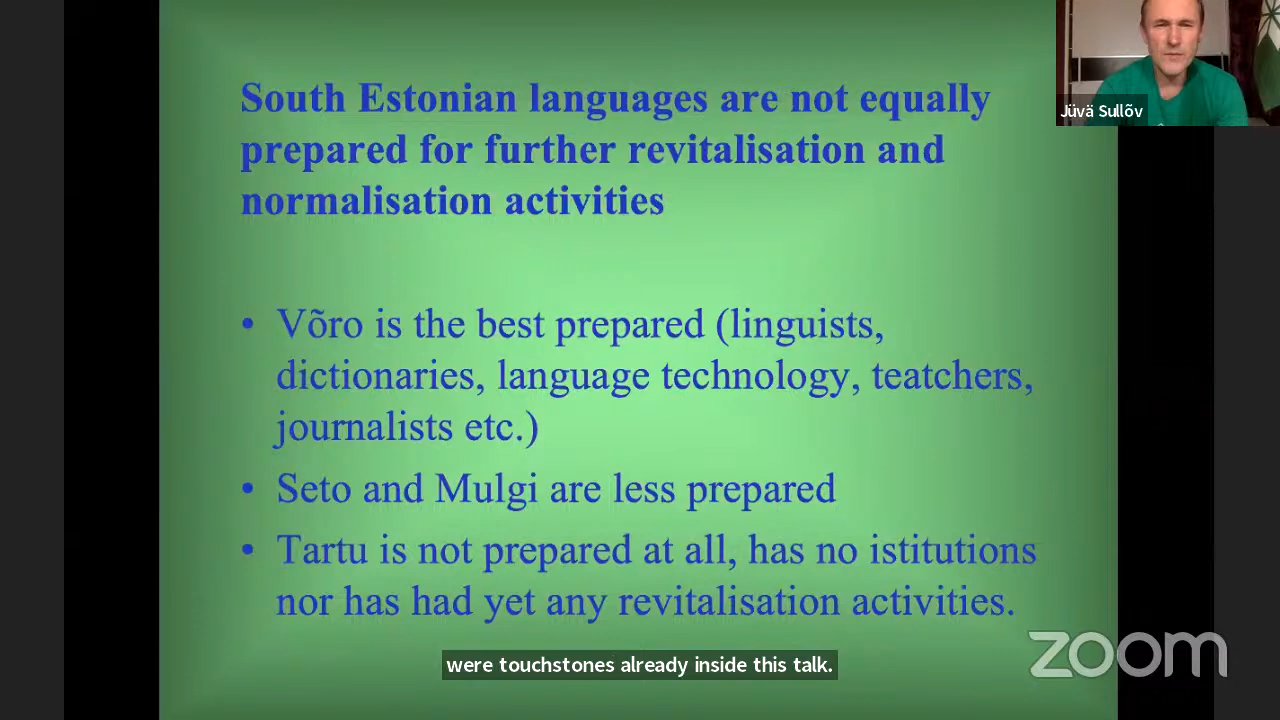 South Estonian languages are not equally
prepared for further revitalisation and
normalisation activities
• Võro is the best prepared (linguists,
dictionaries, language technology, teatchers,
journalists etc.)
• Seto and Mulgi are less prepared
• Tartu is not prepared at all, has no istitutions
nor has had yet any revitalisation activities.
Jüvä Sullõv
were touchstones already inside this talk.
zoom